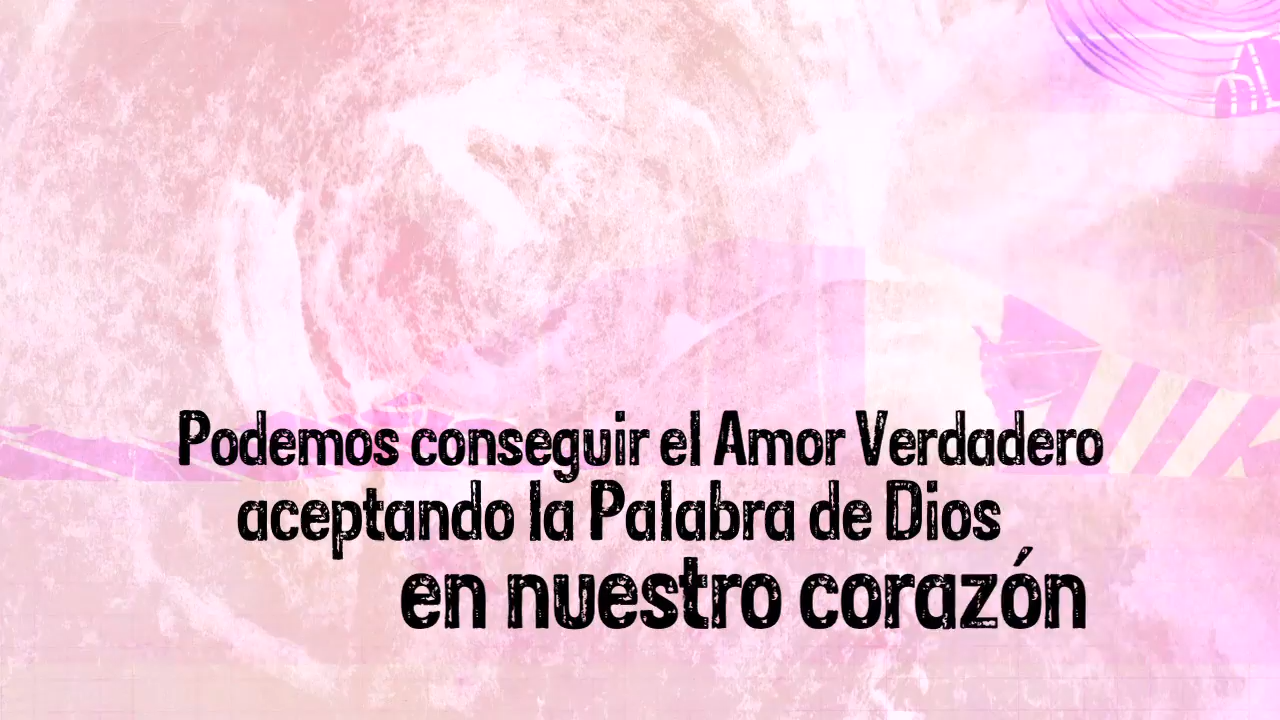 Podemos conseguir el Amor Verdadero
aceptando la Palabra de Dios
en nuestro corazón